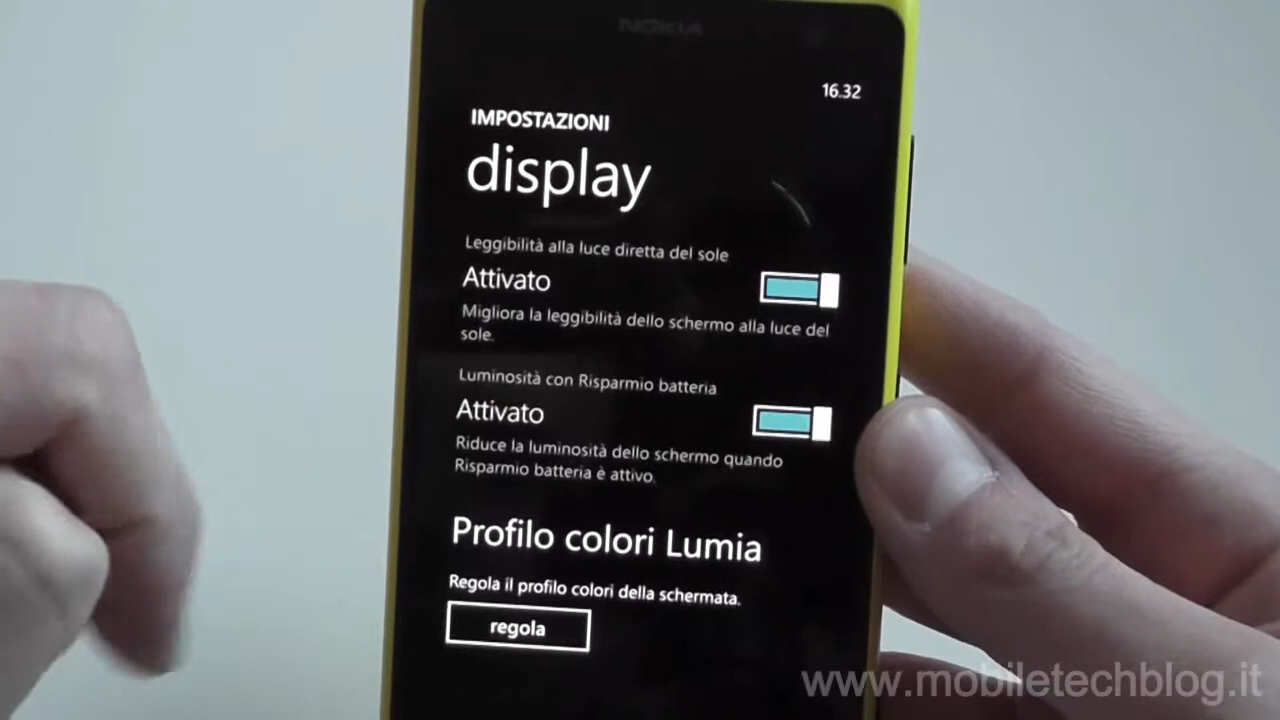 NOKIA
16.32
IMPOSTAZIONI
display
Leggibilità alla luce diretta del sole
Attivato
Migliora la leggibilità dello schermo alla luce del
sole.
Luminosità con Risparmio batteria
Attivato
Riduce la luminosità dello schermo quando
Risparmio batteria è attivo.
Profilo colori Lumia
Regola il profilo colori della schermata.
regola
www.mobiletechblog.it